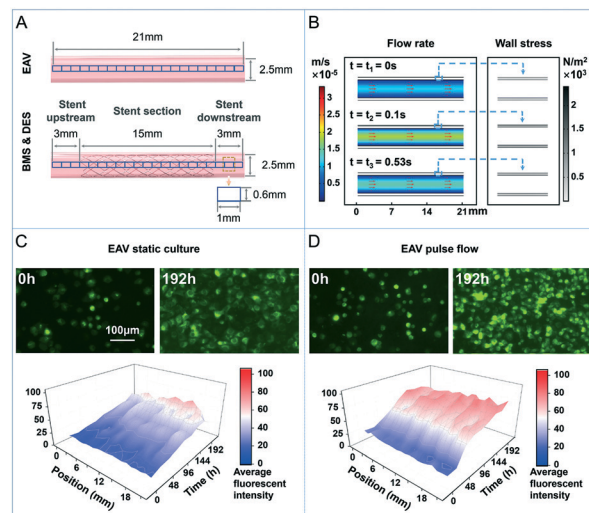 A
21mm
EAV
2.5mm
Stent upstream
Stent section
Stent downstream
3mm
15mm
3mm
BMS & DES
2.5mm
0.6mm
1mm
B
Flow rate
Wall stress
m/s
×10⁻⁵
3
2.5
2
1.5
1
0.5
t = t₁ = 0s
t = t₂ = 0.1s
t = t₃ = 0.53s
0 7 14 21 mm
N/m²
×10³
2
1.5
1
0.5
C
EAV static culture
0h
192h
100μm
100
75
50
25
0
0 6 12 18
Position (mm)
0 48 96 144 192
Time (h)
100
80
60
40
20
0
Average
fluorescent
intensity
D
EAV pulse flow
0h
192h
100
75
50
25
0
0 6 12 18
Position (mm)
0 48 96 144 192
Time (h)
100
80
60
40
20
0
Average
fluorescent
intensity